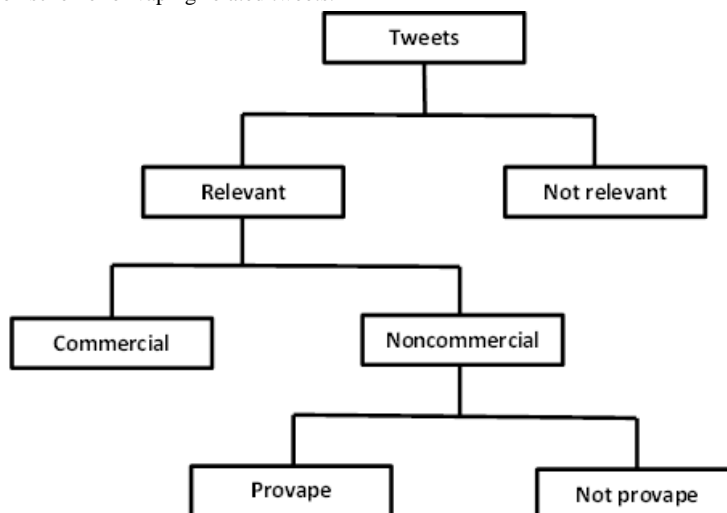 Tweets
Relevant
Not relevant
Commercial
Noncommercial
Provape
Not provape